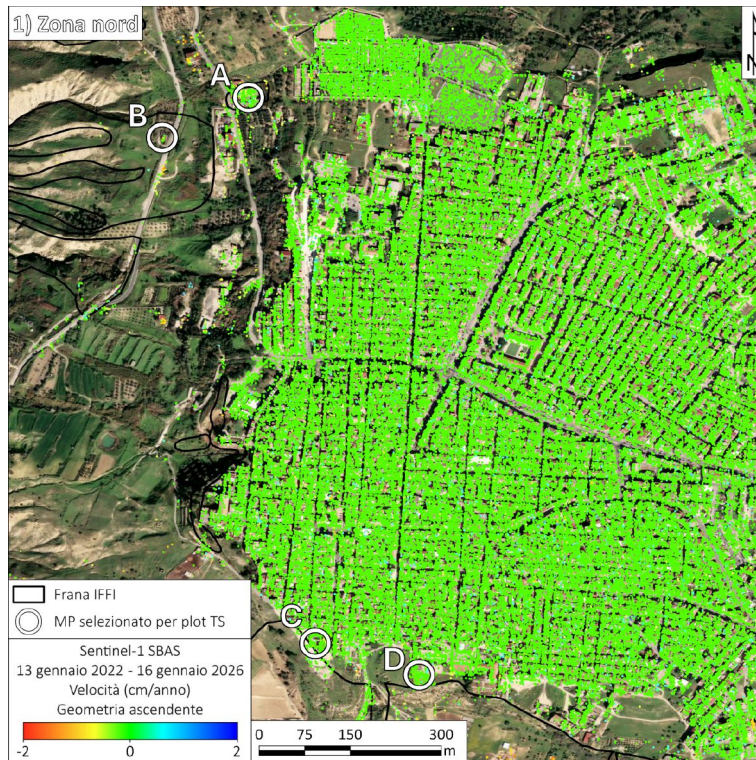 1) Zona nord
N
A
B
C
D
Frana IFFI
MP selezionato per plot TS
Sentinel-1 SBAS
13 gennaio 2022 - 16 gennaio 2026
Velocità (cm/anno)
Geometria ascendente
-2 0 2
0 75 150 300
m